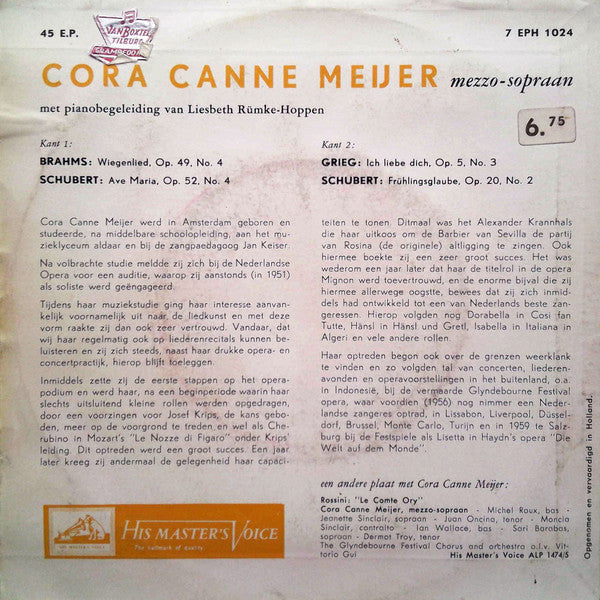 45 E.P.
VAN BOXTEL
TILBURG
GRAMEFOON
7 EPH 1024
CORA CANNE MEIJER mezzo-sopraan
met pianobegeleiding van Liesbeth Rümke-Hoppen
6.75
Kant 1:
BRAHMS: Wiegenlied, Op. 49, No. 4
SCHUBERT: Ave Maria, Op. 52, No. 4
Kant 2:
GRIEG: Ich liebe dich, Op. 5, No. 3
SCHUBERT: Frühlingsglaube, Op. 20, No. 2
Cora Canne Meijer werd in Amsterdam geboren en
studeerde, na middelbare schoolopleiding, aan het mu-
zieklyceum aldaar en bij de zangpaedagoog Jan Keiser.
Na volbrachte studie meldde zij zich bij de Nederlandse
Opera voor een auditie, waarop zij aanstonds (in 1951)
als soliste werd geëngageerd.
Tijdens haar muziekstudie ging haar interesse aanvan-
kelijk voornamelijk uit naar de liedkunst en met deze
vorm raakte zij dan ook zeer vertrouwd. Vandaar, dat
wij haar regelmatig ook op liederenrecitals kunnen be-
luisteren en zij zich steeds, naast haar drukke opera- en
concertpractijk, hierop blijft toeleggen.
Inmiddels zette zij de eerste stappen op het opera-
podium en werd haar, na een beginperiode waarin haar
slechts uitsluitend kleine rollen werden opgedragen,
door een voorzingen voor Josef Krips, de kans gebo-
den, meer op de voorgrond te treden, en wel als Che-
rubino in Mozart's "Le Nozze di Figaro" onder Krips'
leiding. Dit optreden werd een groot succes. Een jaar
later kreeg zij andermaal de gelegenheid haar capaci-
teiten te tonen. Ditmaal was het Alexander Krannhals
die haar uitkoos om de Barbier van Sevilla de partij
van Rosina (de originele) altligging te zingen. Ook
hiermee boekte zij een zeer groot succes. Het was
wederom een jaar later dat haar de titelrol in de opera
Mignon werd toevertrouwd, en de enorme bijval die zij
hiermee allerwege oogstte, bewees dat zij zich inmid-
dels had ontwikkeld tot een van Nederlands beste zan-
geressen. Hierop volgden nog Dorabella in Cosi fan
Tutte, Hänsl in Hänsl und Gretl, Isabella in Italiana in
Algeri en vele andere rollen.
Haar optreden begon ook over de grenzen weerklank
te vinden en zo volgden tal van concerten, liederen-
avonden en operavoorstellingen in het buitenland, o.a.
in Indonesië, bij de vermaarde Glyndebourne Festival
opera, waar voordien (1956) nog nimmer een Neder-
landse zangeres optrad, in Lissabon, Liverpool, Düssel-
dorf, Brussel, Monte Carlo, Turijn en in 1959 te Salz-
burg bij de Festspiele als Lisetta in Haydn's opera "Die
Welt auf dem Monde".
een andere plaat met Cora Canne Meijer:
Rossini: "Le Comte Ory"
Cora Canne Meijer, mezzo-sopraan - Michel Roux, bas -
Jeanette Sinclair, sopraan - Juan Oncina, tenor - Monica
Sinclair, contralto - Ian Wallace, bas - Sari Barabas,
sopraan - Dermot Troy, tenor
The Glyndebourne Festival Chorus and orchestra o.l.v. Vit-
torio Gui His Master's Voice ALP 1474/5
"HIS MASTER'S VOICE"
HIS MASTER'S VOICE
The hallmark of quality
Opgenomen en vervaardigd in Holland.